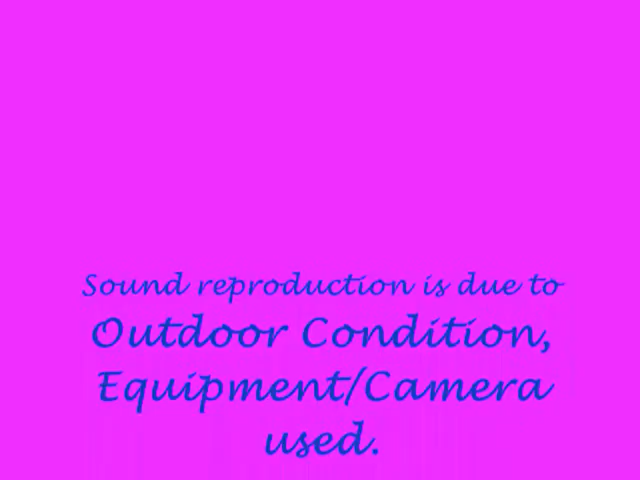 Sound reproduction is due to
Outdoor Condition,
Equipment/Camera
used.